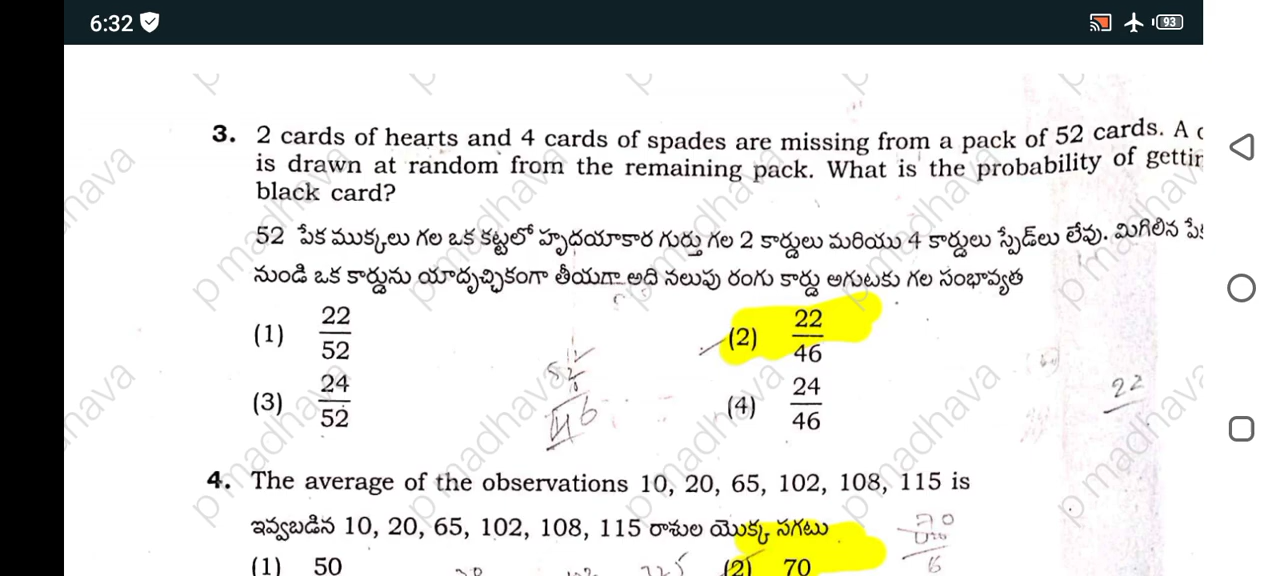 6:32
93
3. 2 cards of hearts and 4 cards of spades are missing from a pack of 52 cards. A
is drawn at random from the remaining pack. What is the probability of gettin
black card?
52 పేక ముక్కలు గల ఒక కట్టలో హృదయాకార గుర్తు గల 2 కార్డులు మరియు 4 కార్డులు స్పేడ్‌లు లేవు. మిగిలిన పే
నుండి ఒక కార్డును యాదృచ్ఛికంగా తీయగా అది నలుపు రంగు కార్డు అగుటకు గల సంభావ్యత
(1) 22/52 (2) 22/46
(3) 24/52 (4) 24/46
46
22
4. The average of the observations 10, 20, 65, 102, 108, 115 is
ఇవ్వబడిన 10, 20, 65, 102, 108, 115 రాశుల యొక్క సగటు
(1) 50 (2) 70
p madhava